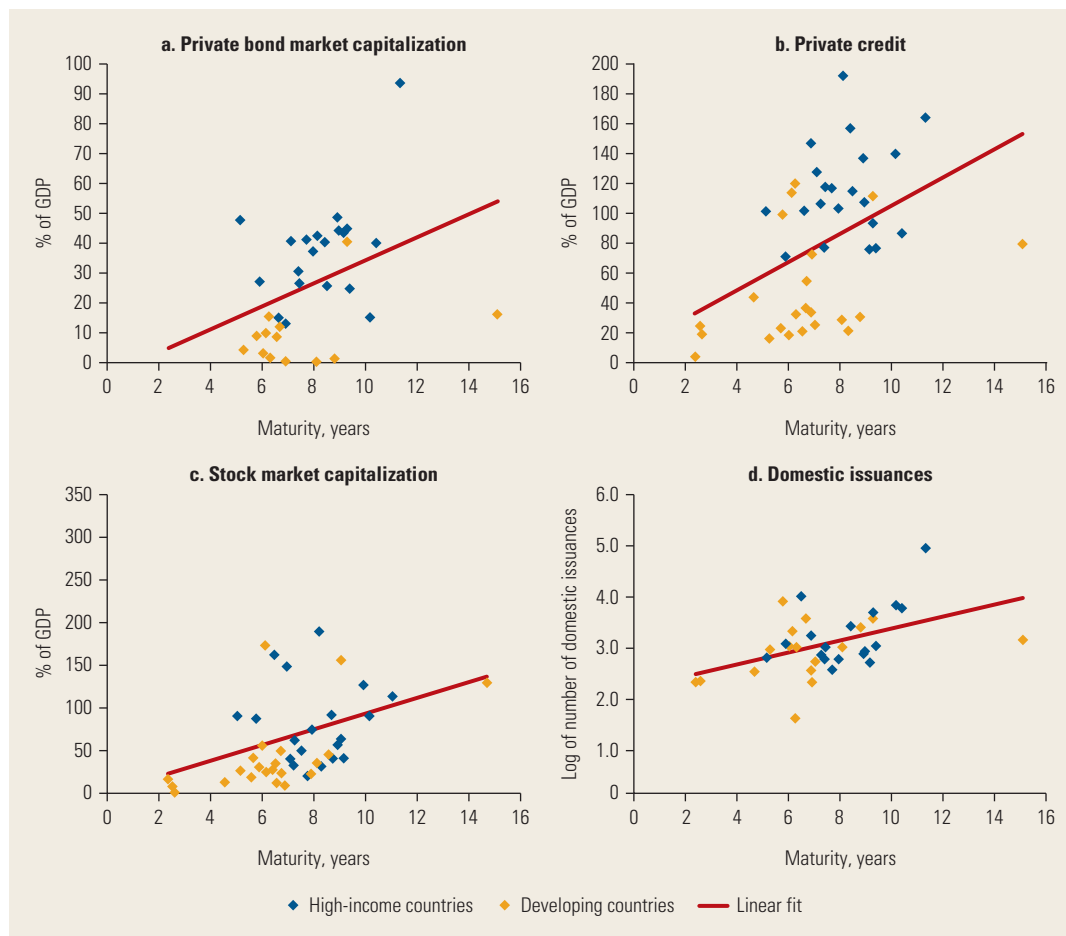 a. Private bond market capitalization
100
90
80
70
60
50
40
30
20
10
0
% of GDP
0 2 4 6 8 10 12 14 16
Maturity, years
b. Private credit
200
180
160
140
120
100
80
60
40
20
0
% of GDP
0 2 4 6 8 10 12 14 16
Maturity, years
c. Stock market capitalization
350
300
250
200
150
100
50
0
% of GDP
0 2 4 6 8 10 12 14 16
Maturity, years
d. Domestic issuances
6.0
5.0
4.0
3.0
2.0
1.0
0
Log of number of domestic issuances
0 2 4 6 8 10 12 14 16
Maturity, years
High-income countries Developing countries Linear fit